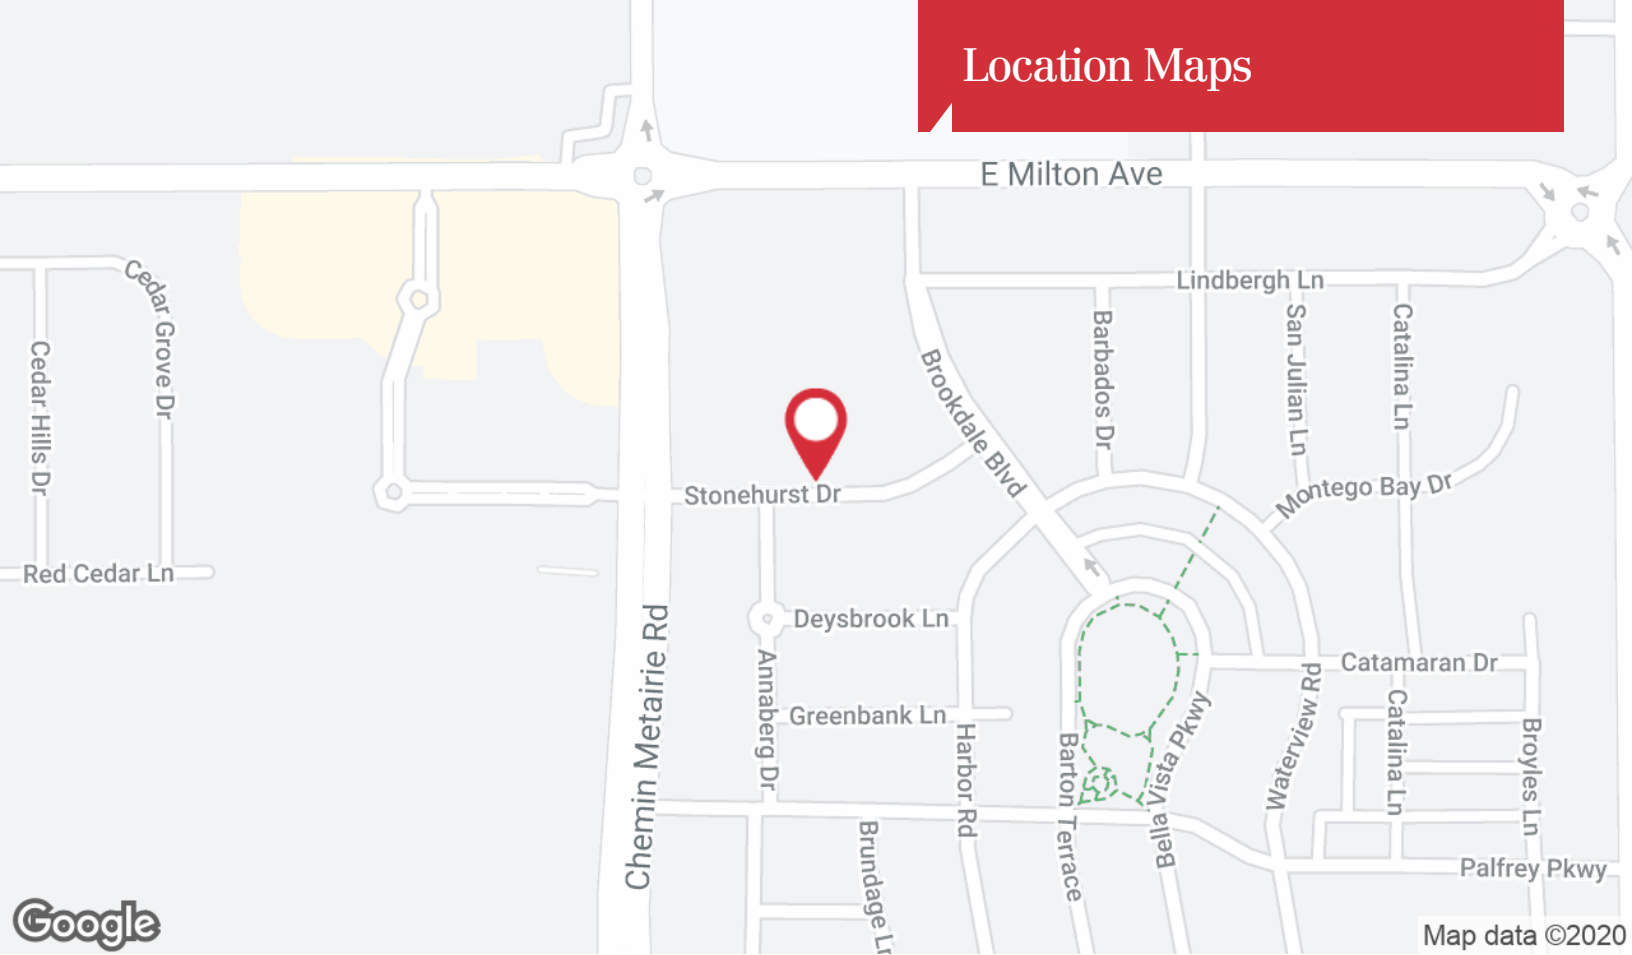 Location Maps
E Milton Ave
Cedar Grove Dr
Lindbergh Ln
Cedar Hills Dr
Barbados Dr
San Julian Ln
Catalina Ln
Brookdale Blvd
Stonehurst Dr
Montego Bay Dr
Red Cedar Ln
Deysbrook Ln
Chemin Metairie Rd
Annaberg Dr
Catamaran Dr
Greenbank Ln
Harbor Rd
Barton Terrace
Bella Vista Pkwy
Waterview Rd
Catalina Ln
Broyles Ln
Brundage Ln
Palfrey Pkwy
Google
Map data ©2020